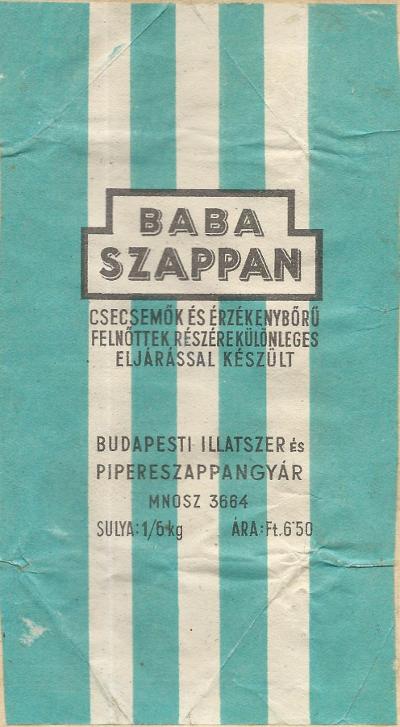 BABA
SZAPPAN
CSECSEMŐK ÉS ÉRZÉKENYBŐRŰ
FELNŐTTEK RÉSZÉRE KÜLÖNLEGES
ELJÁRÁSSAL KÉSZÜLT
BUDAPESTI ILLATSZER és
PIPERESZAPPANGYÁR
MNOSZ 3664
SULYA: 1/6 kg ÁRA: Ft. 6·50